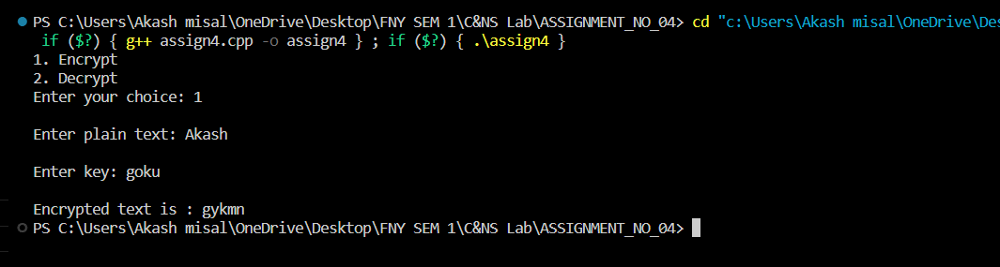 PS C:\Users\Akash misal\OneDrive\Desktop\FNY SEM 1\C&NS Lab\ASSIGNMENT_NO_04> cd "c:\Users\Akash misal\OneDrive\De
if ($?) { g++ assign4.cpp -o assign4 } ; if ($?) { .\assign4 }
1. Encrypt
2. Decrypt
Enter your choice: 1
Enter plain text: Akash
Enter key: goku
Encrypted text is : gykmn
PS C:\Users\Akash misal\OneDrive\Desktop\FNY SEM 1\C&NS Lab\ASSIGNMENT_NO_04>